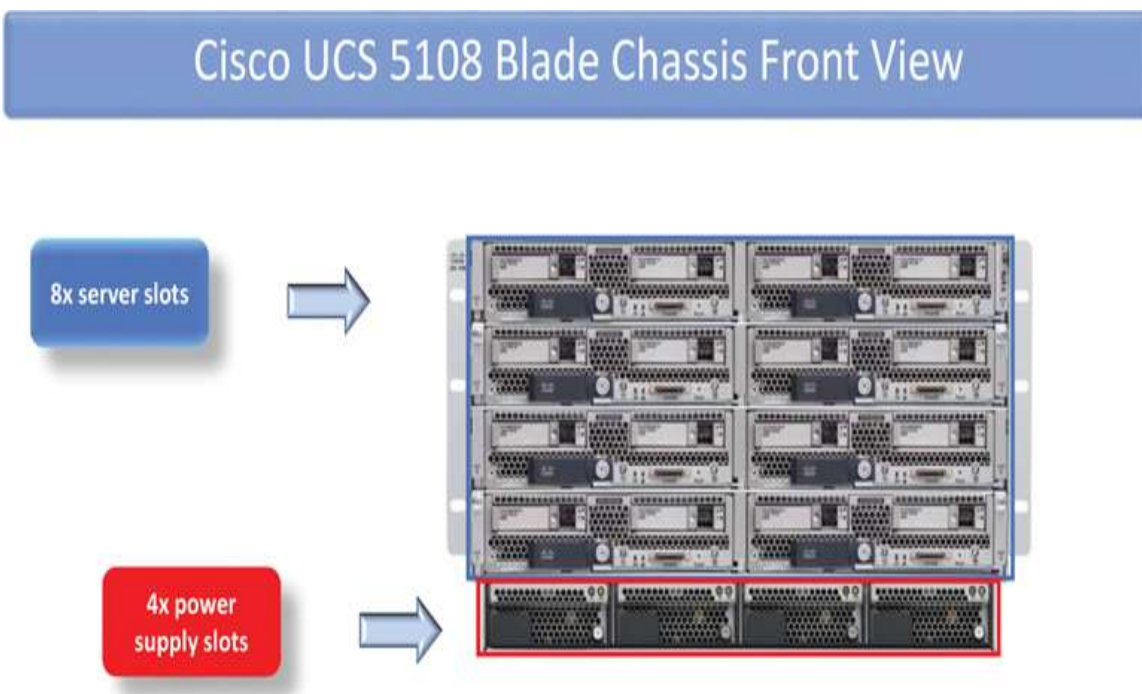 Cisco UCS 5108 Blade Chassis Front View
8x server slots
4x power
supply slots